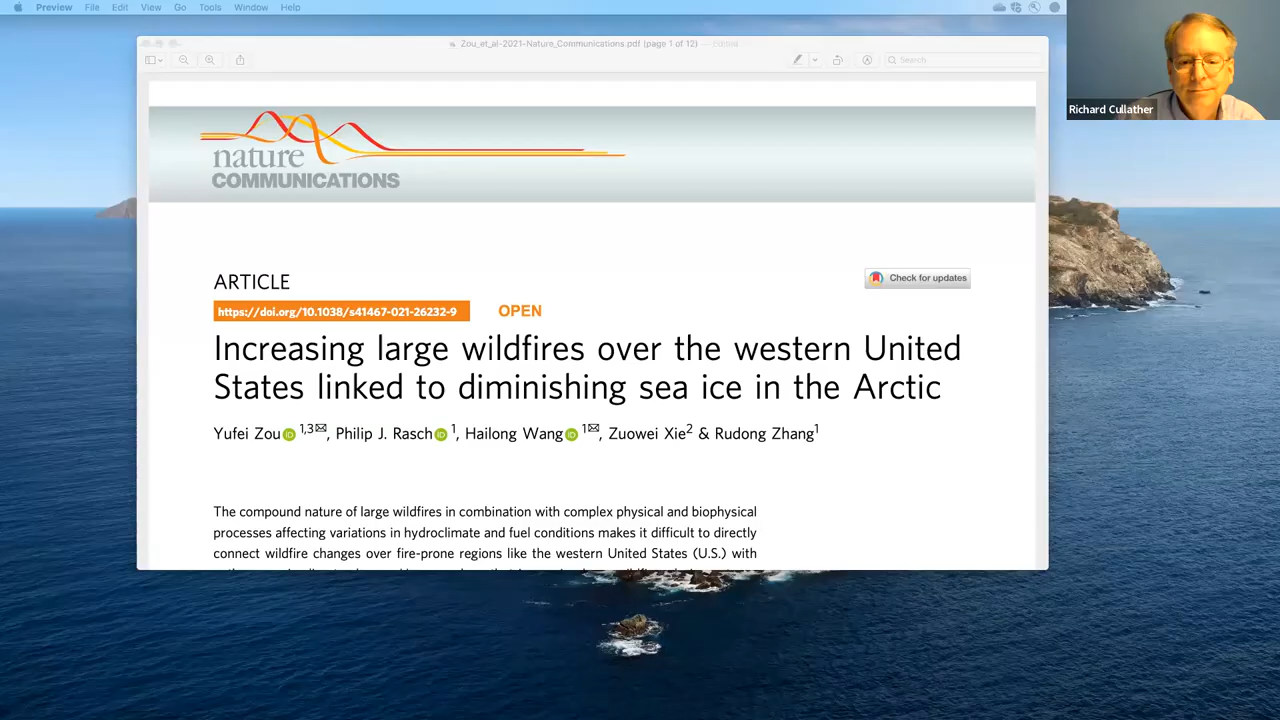 Preview File Edit View Go Tools Window Help
Zou_et_al-2021-Nature_Communications.pdf (page 1 of 12)
Search
Richard Cullather
nature
COMMUNICATIONS
ARTICLE
Check for updates
https://doi.org/10.1038/s41467-021-26232-9 OPEN
Increasing large wildfires over the western United
States linked to diminishing sea ice in the Arctic
Yufei Zou 1,3✉, Philip J. Rasch 1, Hailong Wang 1✉, Zuowei Xie2 & Rudong Zhang1
The compound nature of large wildfires in combination with complex physical and biophysical
processes affecting variations in hydroclimate and fuel conditions makes it difficult to directly
connect wildfire changes over fire-prone regions like the western United States (U.S.) with